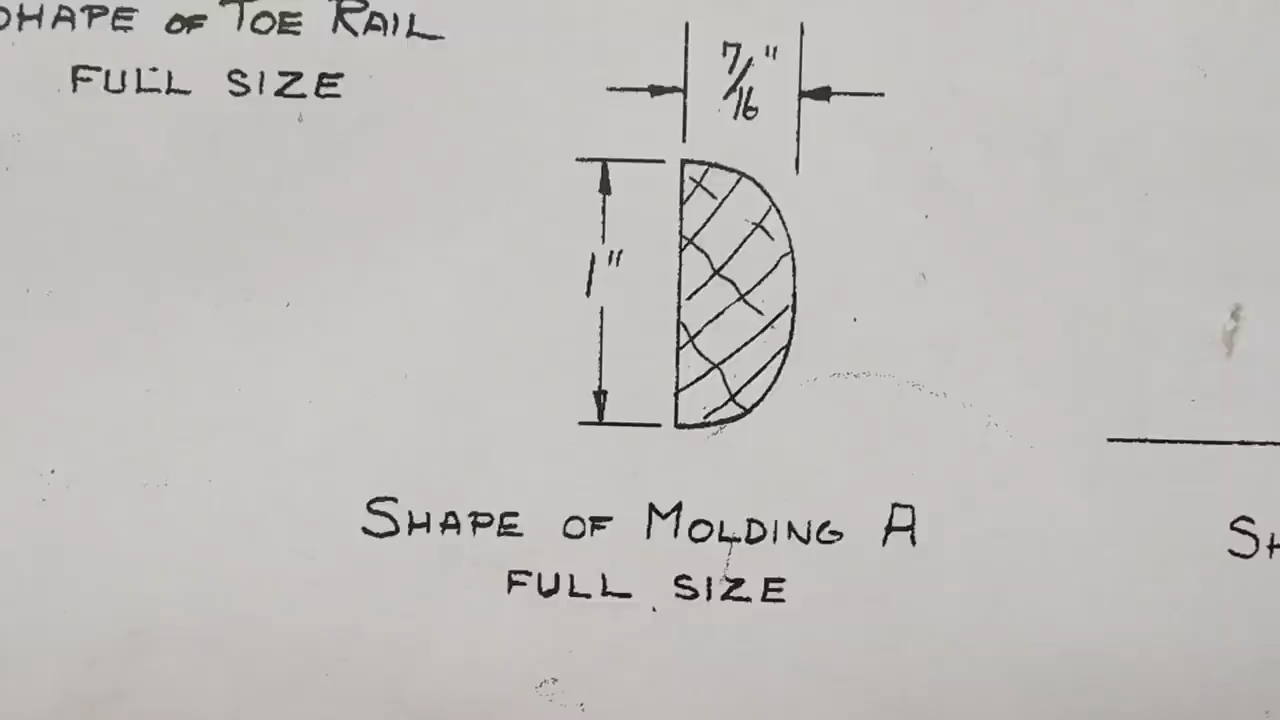 SHAPE OF TOE RAIL
FULL SIZE
7/16"
1"
SHAPE OF MOLDING A
FULL SIZE